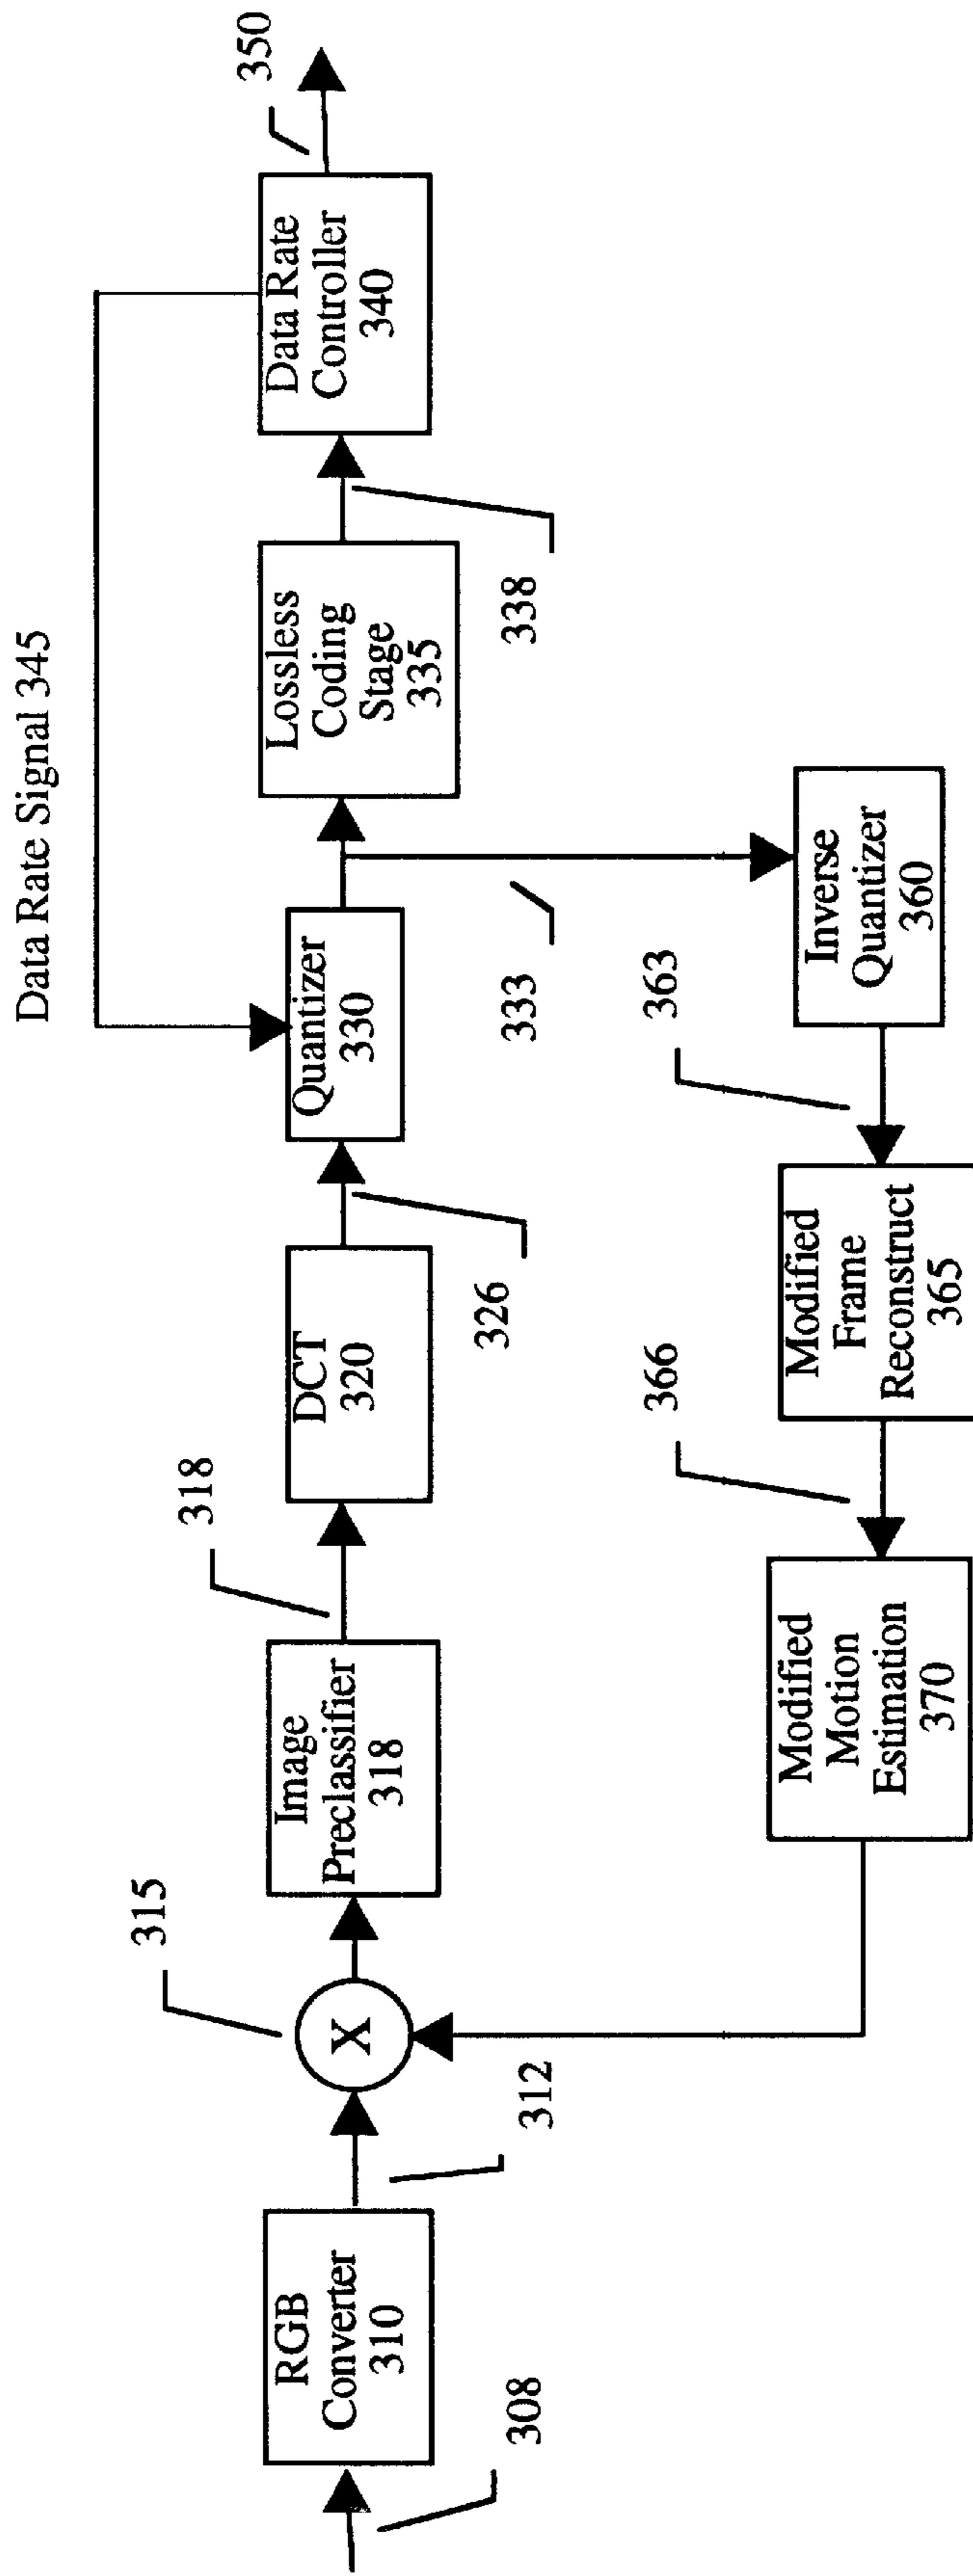 Data Rate Signal 345
350
315
318
RGB
Converter
310
X
Image
Preclassifier
318
DCT
320
Quantizer
330
Lossless
Coding
Stage
335
Data Rate
Controller
340
308
312
326
333
338
366
363
Modified
Motion
Estimation
370
Modified
Frame
Reconstruct
365
Inverse
Quantizer
360